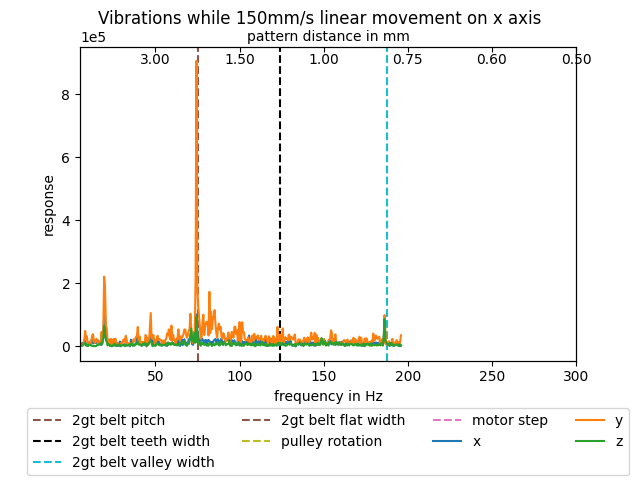 Vibrations while 150mm/s linear movement on x axis
pattern distance in mm
1e5
3.00 1.50 1.00 0.75 0.60 0.50
8
6
4
2
0
response
50 100 150 200 250 300
frequency in Hz
2gt belt pitch 2gt belt flat width motor step y
2gt belt teeth width pulley rotation x z
2gt belt valley width